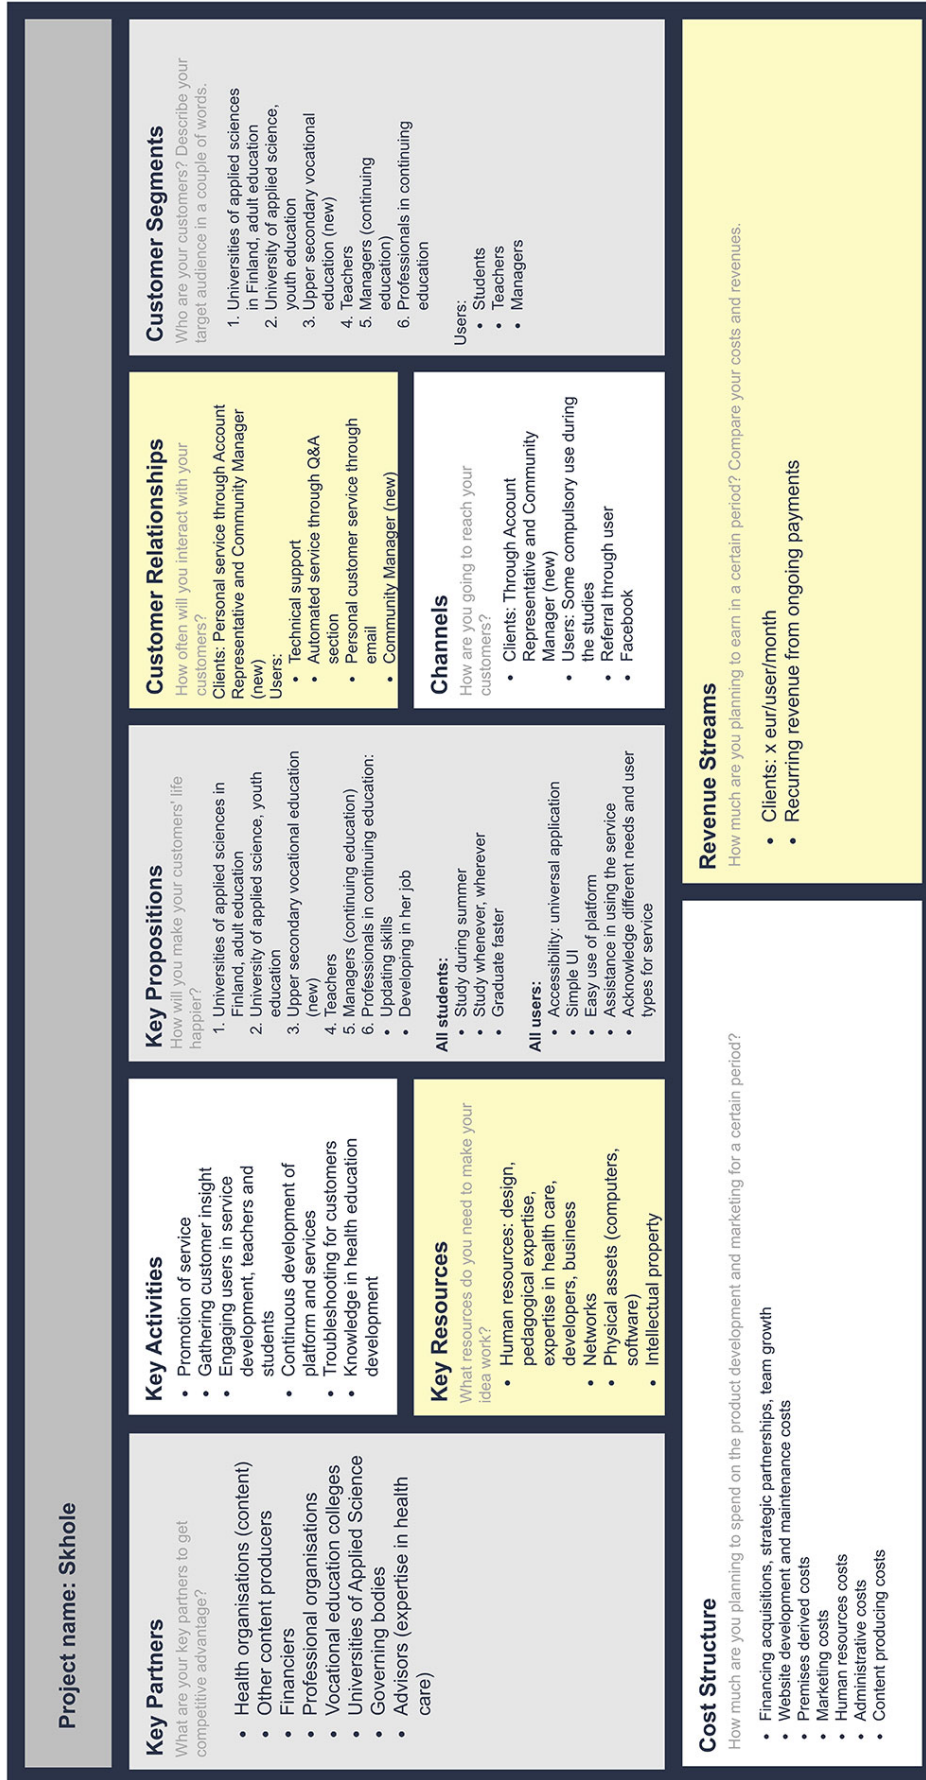 Project name: Skhole
Key Partners
What are your key partners to get
competitive advantage?
• Health organisations (content)
• Other content producers
• Financiers
• Professional organisations
• Vocational education colleges
• Universities of Applied Science
• Governing bodies
• Advisors (expertise in health
care)
Key Activities
• Promotion of service
• Gathering customer insight
• Engaging users in service
development, teachers and
students
• Continuous development of
platform and services
• Troubleshooting for customers
• Knowledge in health education
development
Key Resources
What resources do you need to make your
idea work?
• Human resources: design,
pedagogical expertise,
expertise in health care,
developers, business
• Networks
• Physical assets (computers,
software)
• Intellectual property
Key Propositions
How will you make your customers' life
happier?
1. Universities of applied sciences in
Finland, adult education
2. University of applied science, youth
education
3. Upper secondary vocational education
(new)
4. Teachers
5. Managers (continuing education)
6. Professionals in continuing education:
• Updating skills
• Developing in her job
All students:
• Study during summer
• Study whenever, wherever
• Graduate faster
All users:
• Accessibility: universal application
• Simple UI
• Easy use of platform
• Assistance in using the service
• Acknowledge different needs and user
types for service
Customer Relationships
How often will you interact with your
customers?
Clients: Personal service through Account
Representative and Community Manager
(new)
Users:
• Technical support
• Automated service through Q&A
section
• Personal customer service through
email
• Community Manager (new)
Channels
How are you going to reach your
customers?
• Clients: Through Account
Representative and Community
Manager (new)
• Users: Some compulsory use during
the studies
• Referral through user
• Facebook
Customer Segments
Who are your customers? Describe your
target audience in a couple of words.
1. Universities of applied sciences
in Finland, adult education
2. University of applied science,
youth education
3. Upper secondary vocational
education (new)
4. Teachers
5. Managers (continuing
education)
6. Professionals in continuing
education
Users:
• Students
• Teachers
• Managers
Cost Structure
How much are you planning to spend on the product development and marketing for a certain period?
• Financing acquisitions, strategic partnerships, team growth
• Website development and maintenance costs
• Premises derived costs
• Marketing costs
• Human resources costs
• Administrative costs
• Content producing costs
Revenue Streams
How much are you planning to earn in a certain period? Compare your costs and revenues.
• Clients: x eur/user/month
• Recurring revenue from ongoing payments